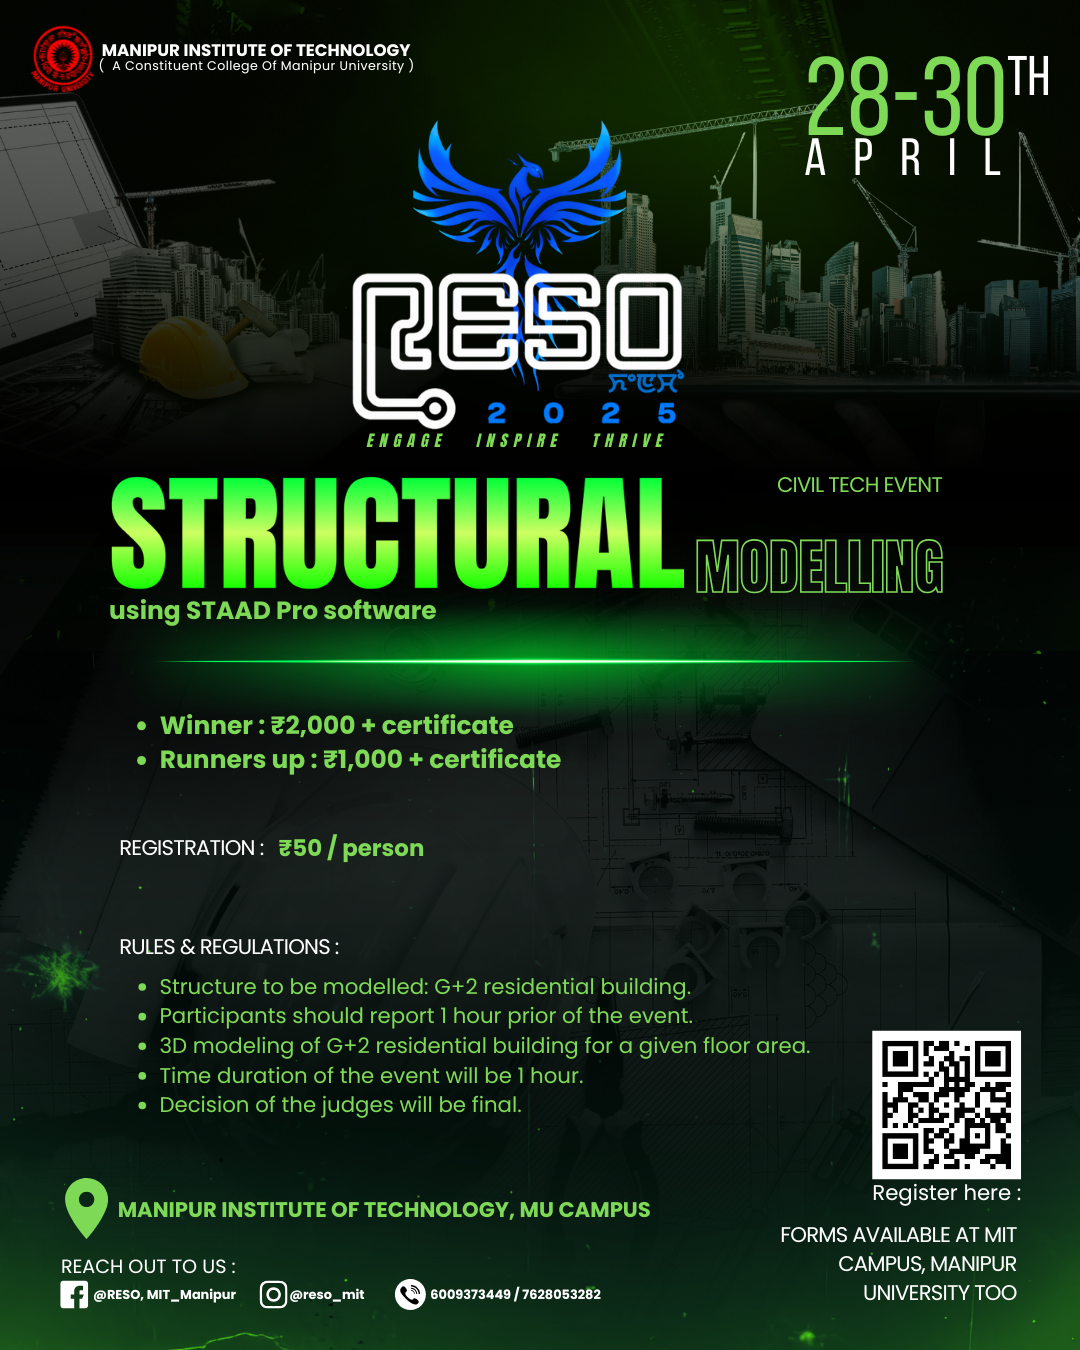 MANIPUR INSTITUTE OF TECHNOLOGY
( A Constituent College Of Manipur University )
MANIPUR UNIVERSITY
28-30TH
APRIL
RESO
2025
ENGAGE INSPIRE THRIVE
CIVIL TECH EVENT
STRUCTURAL MODELLING
using STAAD Pro software
• Winner : ₹2,000 + certificate
• Runners up : ₹1,000 + certificate
REGISTRATION : ₹50 / person
RULES & REGULATIONS :
• Structure to be modelled: G+2 residential building.
• Participants should report 1 hour prior of the event.
• 3D modeling of G+2 residential building for a given floor area.
• Time duration of the event will be 1 hour.
• Decision of the judges will be final.
Register here :
FORMS AVAILABLE AT MIT
CAMPUS, MANIPUR
UNIVERSITY TOO
MANIPUR INSTITUTE OF TECHNOLOGY, MU CAMPUS
REACH OUT TO US :
@RESO, MIT_Manipur @reso_mit 6009373449 / 7628053282